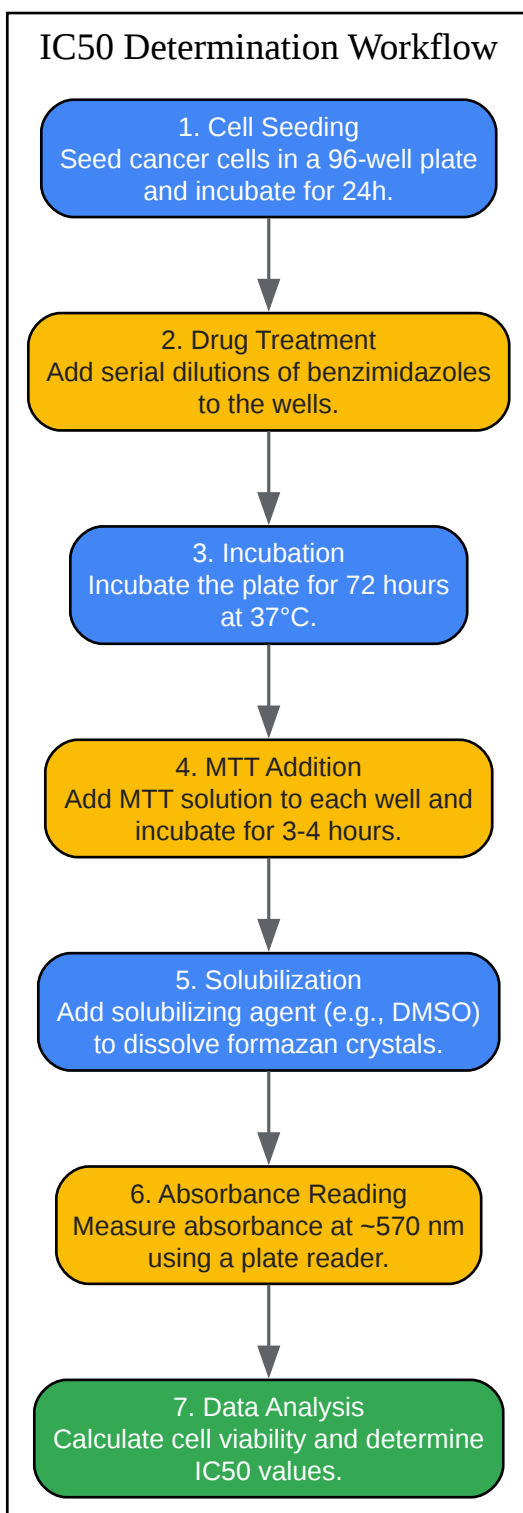 IC50 Determination Workflow
1. Cell Seeding
Seed cancer cells in a 96-well plate
and incubate for 24h.
2. Drug Treatment
Add serial dilutions of benzimidazoles
to the wells.
3. Incubation
Incubate the plate for 72 hours
at 37°C.
4. MTT Addition
Add MTT solution to each well and
incubate for 3-4 hours.
5. Solubilization
Add solubilizing agent (e.g., DMSO)
to dissolve formazan crystals.
6. Absorbance Reading
Measure absorbance at ~570 nm
using a plate reader.
7. Data Analysis
Calculate cell viability and determine
IC50 values.